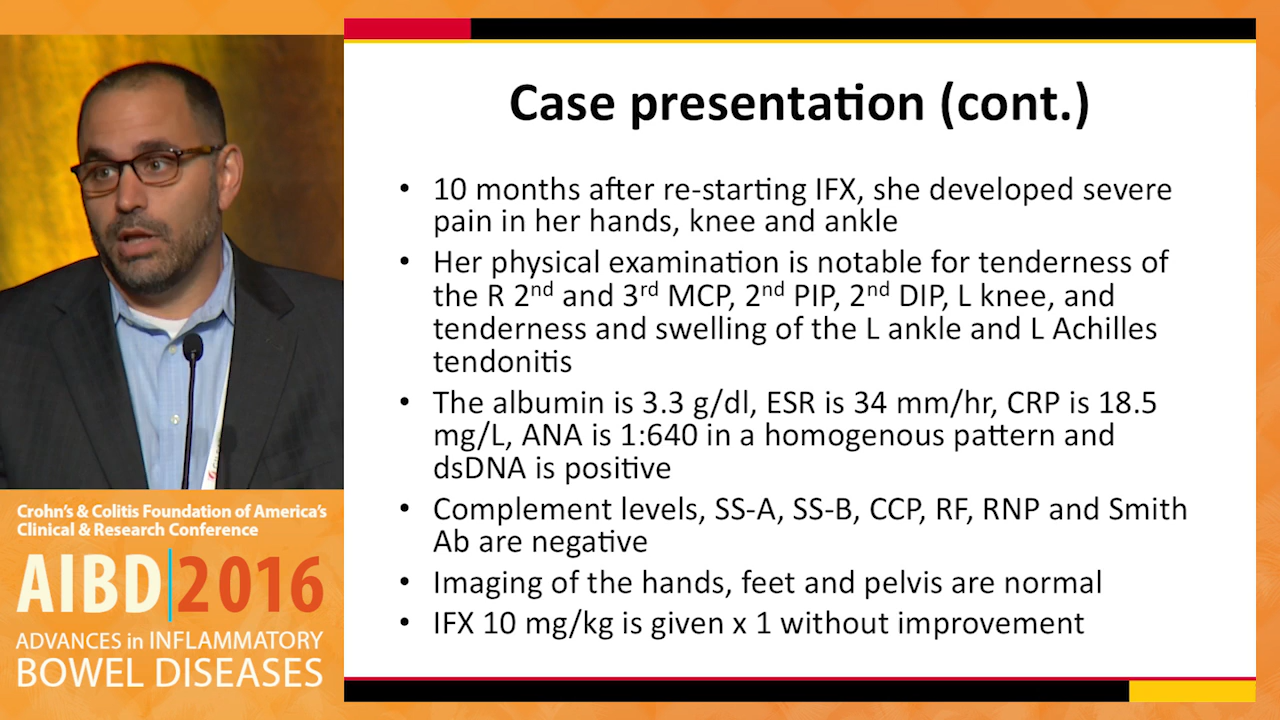 Case presentation (cont.)
• 10 months after re-starting IFX, she developed severe
pain in her hands, knee and ankle
• Her physical examination is notable for tenderness of
the R 2nd and 3rd MCP, 2nd PIP, 2nd DIP, L knee, and
tenderness and swelling of the L ankle and L Achilles
tendonitis
• The albumin is 3.3 g/dl, ESR is 34 mm/hr, CRP is 18.5
mg/L, ANA is 1:640 in a homogenous pattern and
dsDNA is positive
• Complement levels, SS-A, SS-B, CCP, RF, RNP and Smith
Ab are negative
• Imaging of the hands, feet and pelvis are normal
• IFX 10 mg/kg is given x 1 without improvement
Crohn's & Colitis Foundation of America's
Clinical & Research Conference
AIBD|2016
ADVANCES in INFLAMMATORY
BOWEL DISEASES